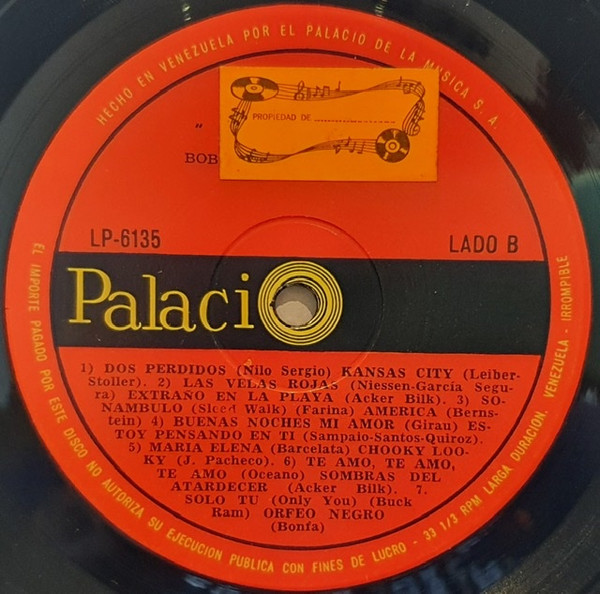 HECHO EN VENEZUELA POR EL PALACIO DE LA MUSICA S. A.
PROPIEDAD DE
"
BOB
LP-6135
LADO B
Palacio
1) DOS PERDIDOS (Nilo Sergio) KANSAS CITY (Leiber-
Stoller). 2) LAS VELAS ROJAS (Niessen-García Segu-
ra) EXTRAÑO EN LA PLAYA (Acker Bilk). 3) SO-
NAMBULO (Sleed Walk) (Farina) AMERICA (Berns-
tein) 4) BUENAS NOCHES MI AMOR (Girau) ES-
TOY PENSANDO EN TI (Sampaio-Santos-Quiroz).
5) MARIA ELENA (Barcelata) CHOOKY LOO-
KY (J. Pacheco). 6) TE AMO, TE AMO,
TE AMO (Oceano) SOMBRAS DEL
ATARDECER (Acker Bilk). 7.
SOLO TU (Only You) (Buck
Ram) ORFEO NEGRO
(Bonfa)
EL IMPORTE PAGADO POR ESTE DISCO NO AUTORIZA SU EJECUCION PUBLICA CON FINES DE LUCRO - 33 1/3 RPM LARGA DURACION. VENEZUELA - IRROMPIBLE